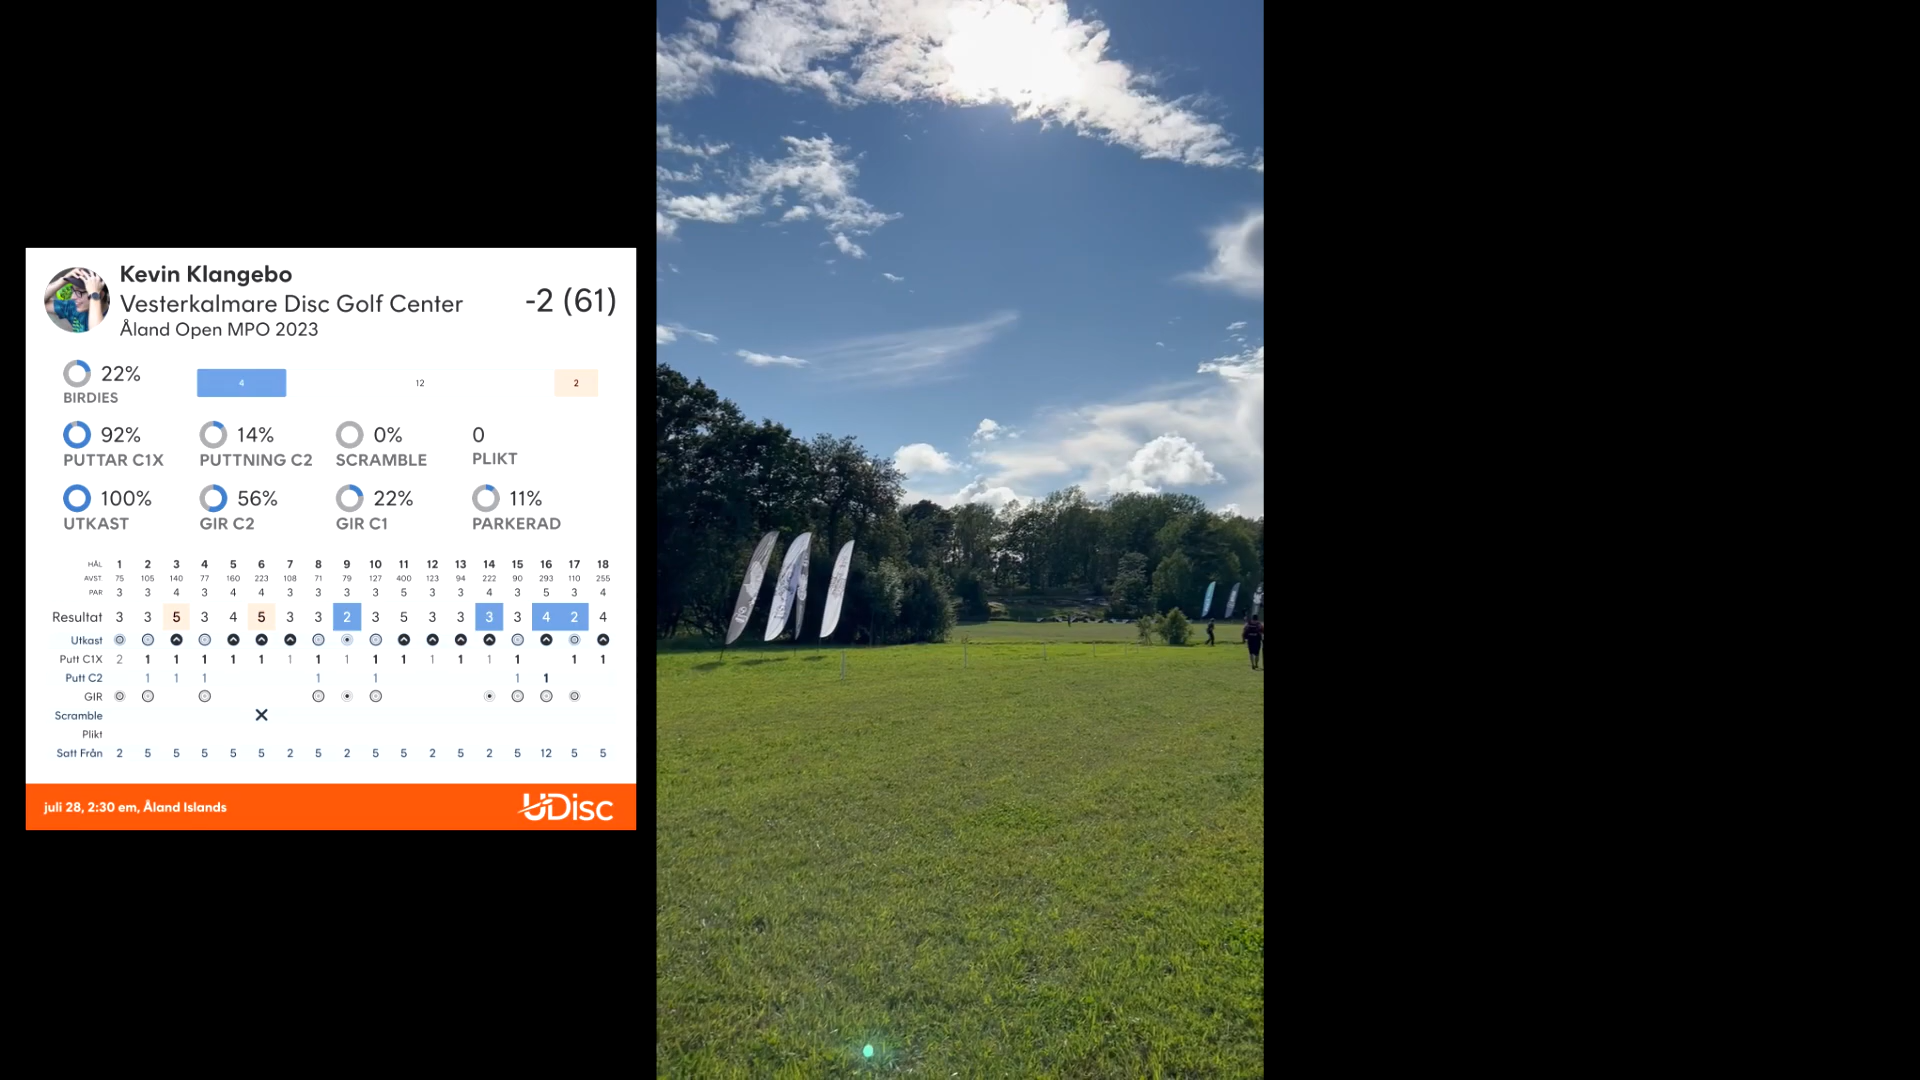 Kevin Klangebo
Vesterkalmare Disc Golf Center
Åland Open MPO 2023
-2 (61)
22%
BIRDIES
4
12
2
92%
PUTTAR C1X
14%
PUTTNING C2
0%
SCRAMBLE
0
PLIKT
100%
UTKAST
56%
GIR C2
22%
GIR C1
11%
PARKERAD
HÅL 1 2 3 4 5 6 7 8 9 10 11 12 13 14 15 16 17 18
AVST. 75 105 140 77 160 223 108 71 79 127 400 123 94 222 90 293 110 255
PAR 3 3 4 3 4 4 3 3 3 3 5 3 3 4 3 5 3 4
Resultat 3 3 5 3 4 5 3 3 2 3 5 3 3 3 3 4 2 4
Utkast
Putt C1X 2 1 1 1 1 1 1 1 1 1 1 1 1 1 1 1 1
Putt C2 1 1 1 1 1 1 1
GIR
Scramble
Plikt
Satt Från 2 5 5 5 5 5 2 5 2 5 5 2 5 2 5 12 5 5
juli 28, 2:30 em, Åland Islands
UDisc